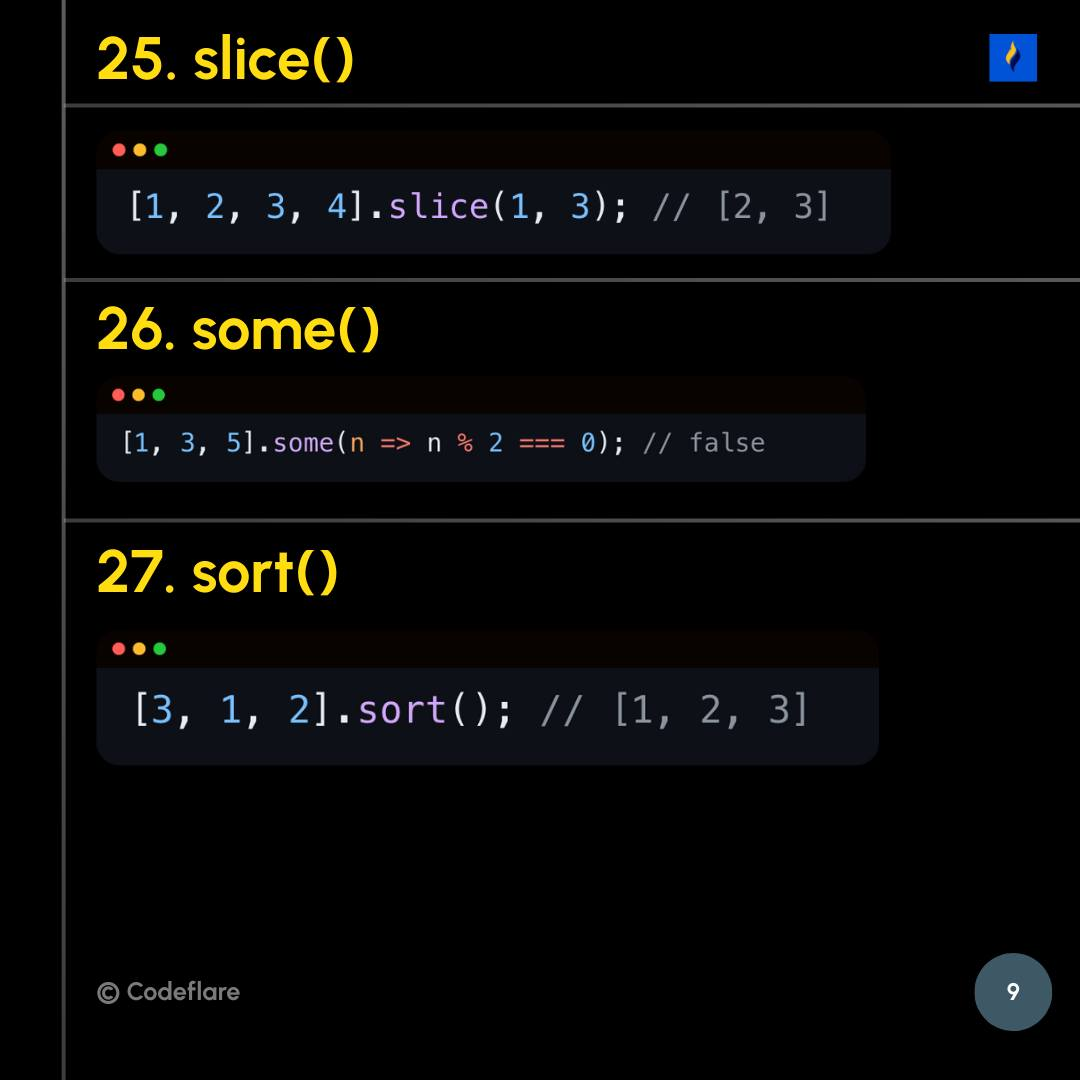 25. slice()
[1, 2, 3, 4].slice(1, 3); // [2, 3]
26. some()
[1, 3, 5].some(n => n % 2 === 0); // false
27. sort()
[3, 1, 2].sort(); // [1, 2, 3]
© Codeflare
9